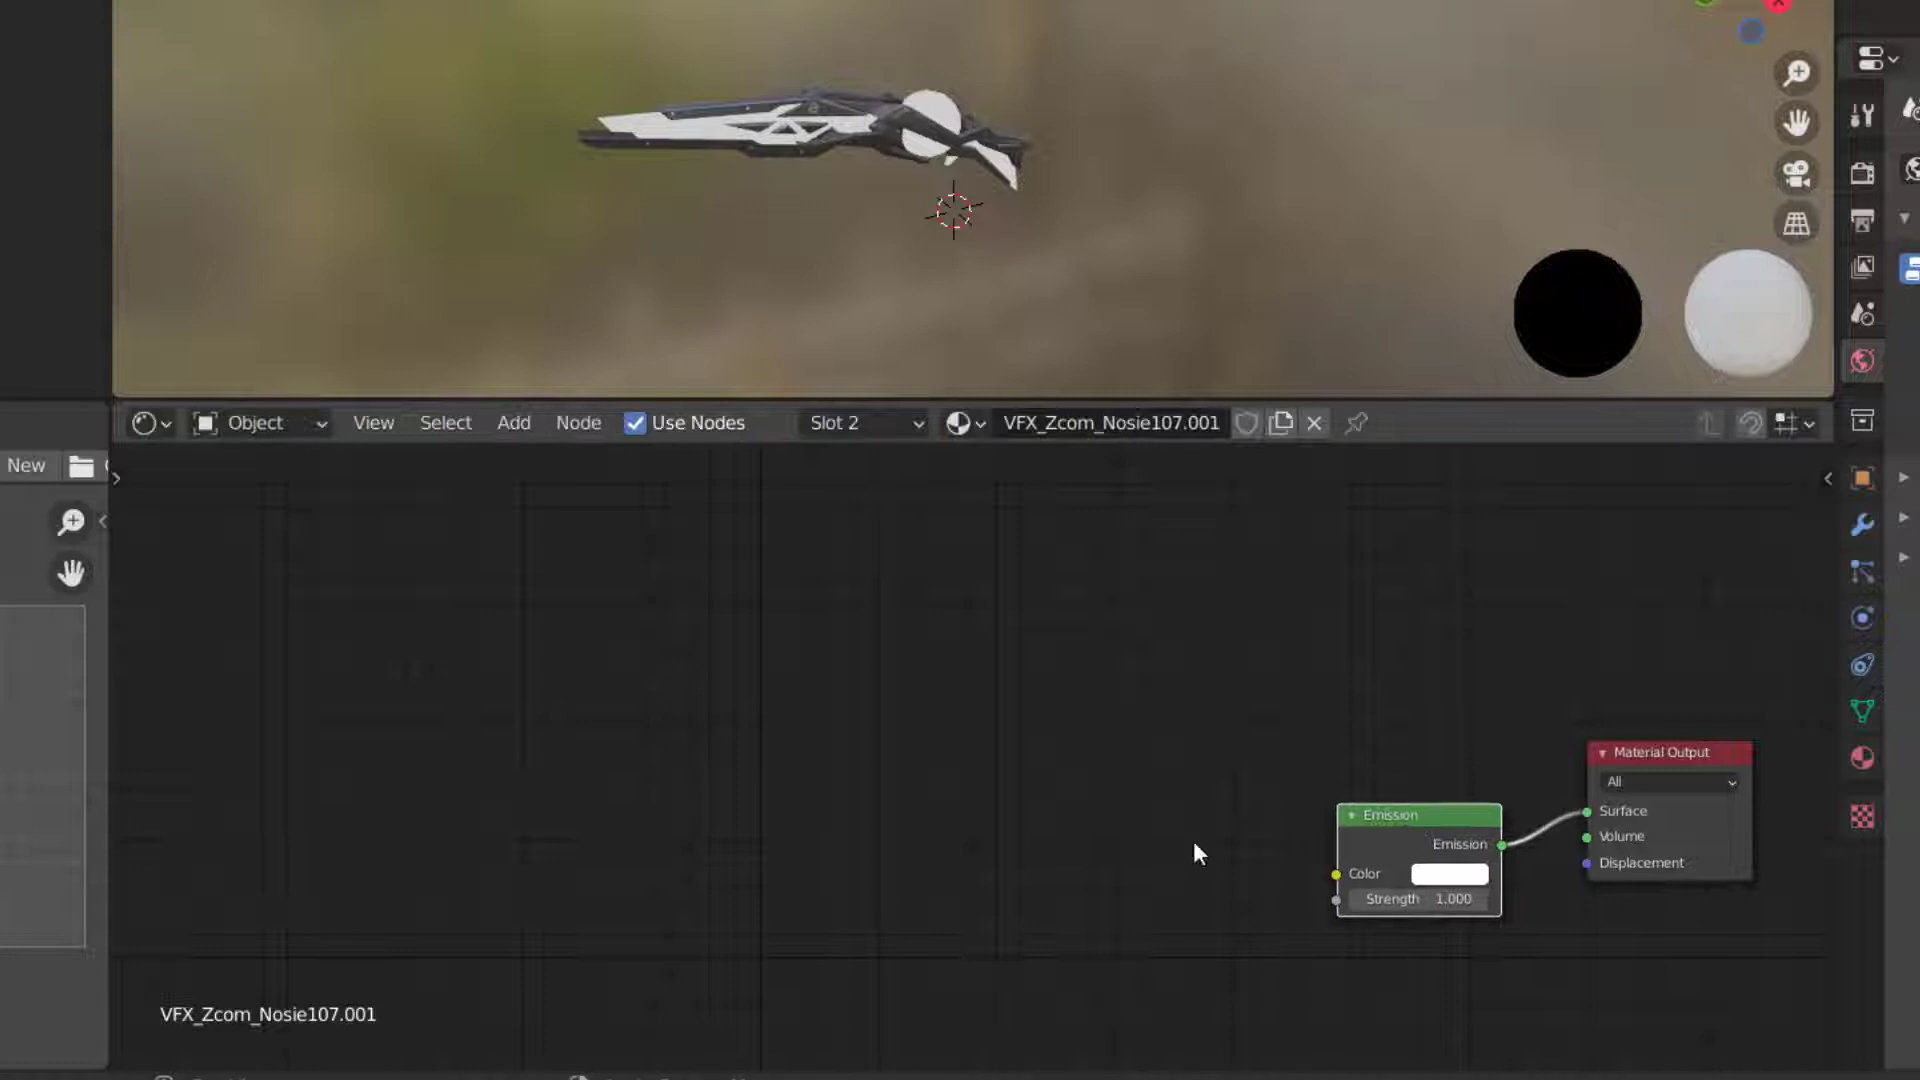 Object View Select Add Node Use Nodes Slot 2 VFX_Zcom_Nosie107.001
New
Material Output
All
Surface
Volume
Displacement
Emission
Emission
Color
Strength 1.000
VFX_Zcom_Nosie107.001